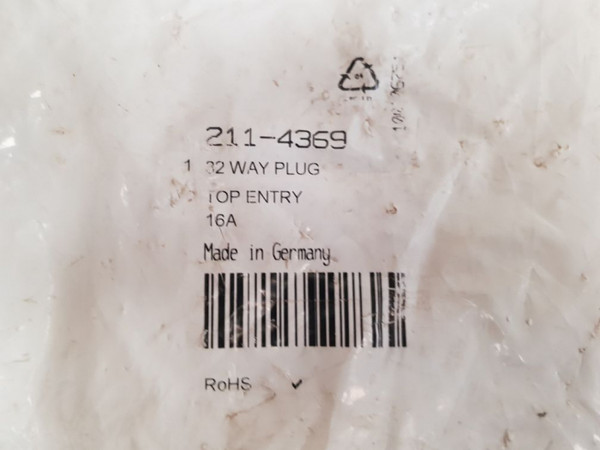 211-4369
1 32 WAY PLUG
TOP ENTRY
16A
Made in Germany
RoHS ✓